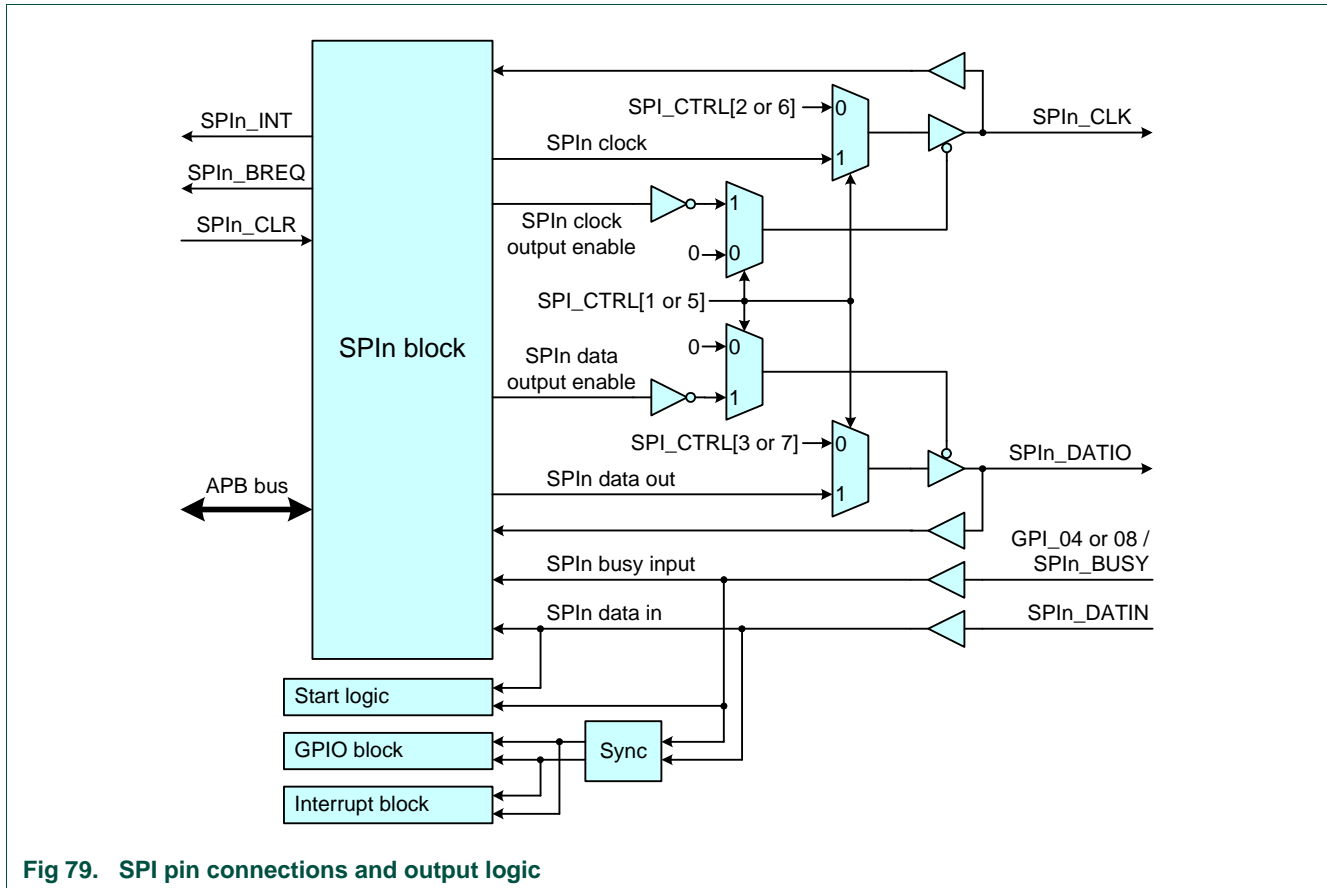 SPI_CTRL[2 or 6]
0
SPIn_CLK
SPIn_INT
SPIn clock
1
SPIn_BREQ
1
SPIn_CLR
SPIn clock
output enable
0
0
SPI_CTRL[1 or 5]
SPIn block
0
0
SPIn data
output enable
1
SPI_CTRL[3 or 7]
0
SPIn_DATIO
APB bus
SPIn data out
1
GPI_04 or 08 /
SPIn_BUSY
SPIn busy input
SPIn data in
SPIn_DATIN
Start logic
GPIO block
Sync
Interrupt block
Fig 79. SPI pin connections and output logic